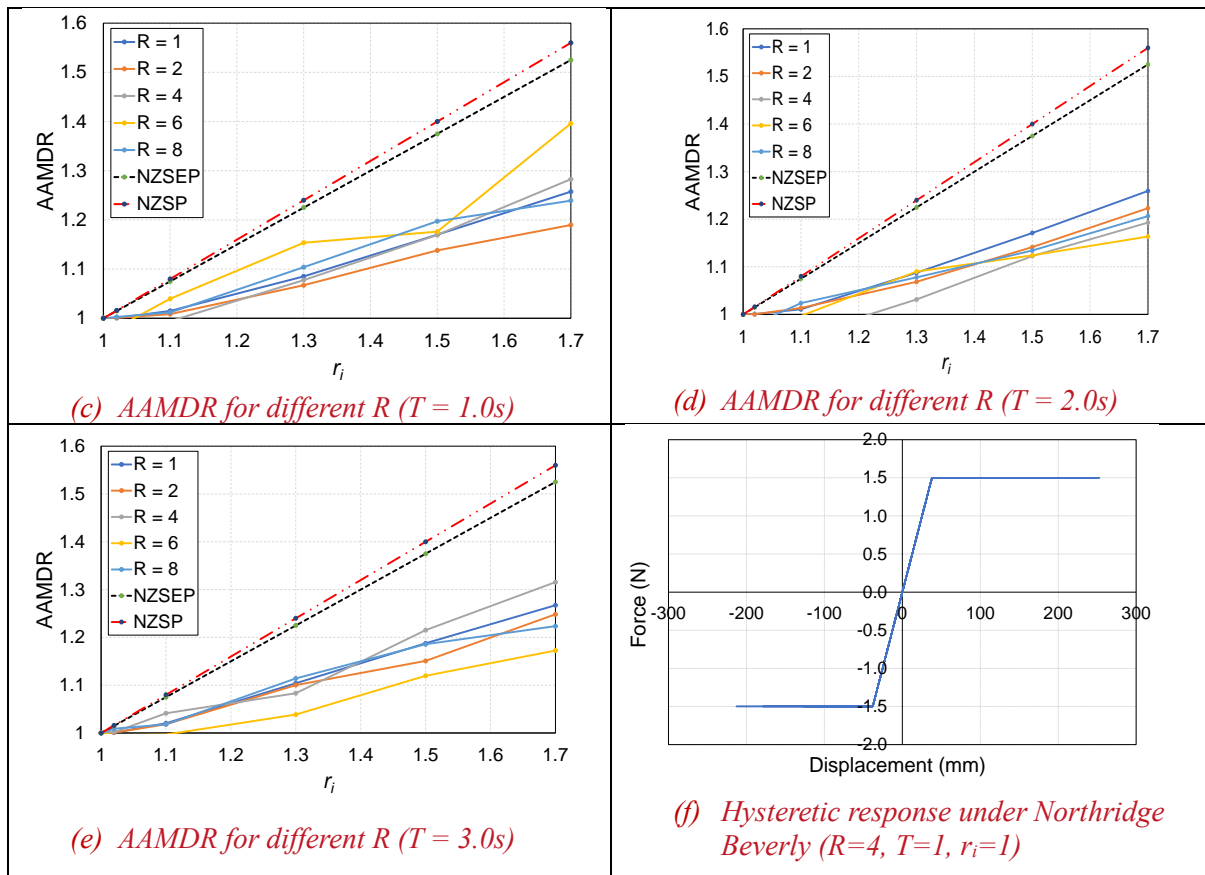 1.6
1.5
1.4
1.3
1.2
1.1
1
AAMDR
R = 1
R = 2
R = 4
R = 6
R = 8
NZSEP
NZSP
1 1.1 1.2 1.3 1.4 1.5 1.6 1.7
ri
(c) AAMDR for different R (T = 1.0s)
1.6
1.5
1.4
1.3
1.2
1.1
1
AAMDR
R = 1
R = 2
R = 4
R = 6
R = 8
NZSEP
NZSP
1 1.1 1.2 1.3 1.4 1.5 1.6 1.7
ri
(d) AAMDR for different R (T = 2.0s)
1.6
1.5
1.4
1.3
1.2
1.1
1
AAMDR
R = 1
R = 2
R = 4
R = 6
R = 8
NZSEP
NZSP
1 1.1 1.2 1.3 1.4 1.5 1.6 1.7
ri
(e) AAMDR for different R (T = 3.0s)
2.0
1.5
1.0
0.5
0.0
-300 -200 -100 0 100 200 300
-0.5
-1.0
-1.5
-2.0
Force (N)
Displacement (mm)
(f) Hysteretic response under Northridge
Beverly (R=4, T=1, ri=1)